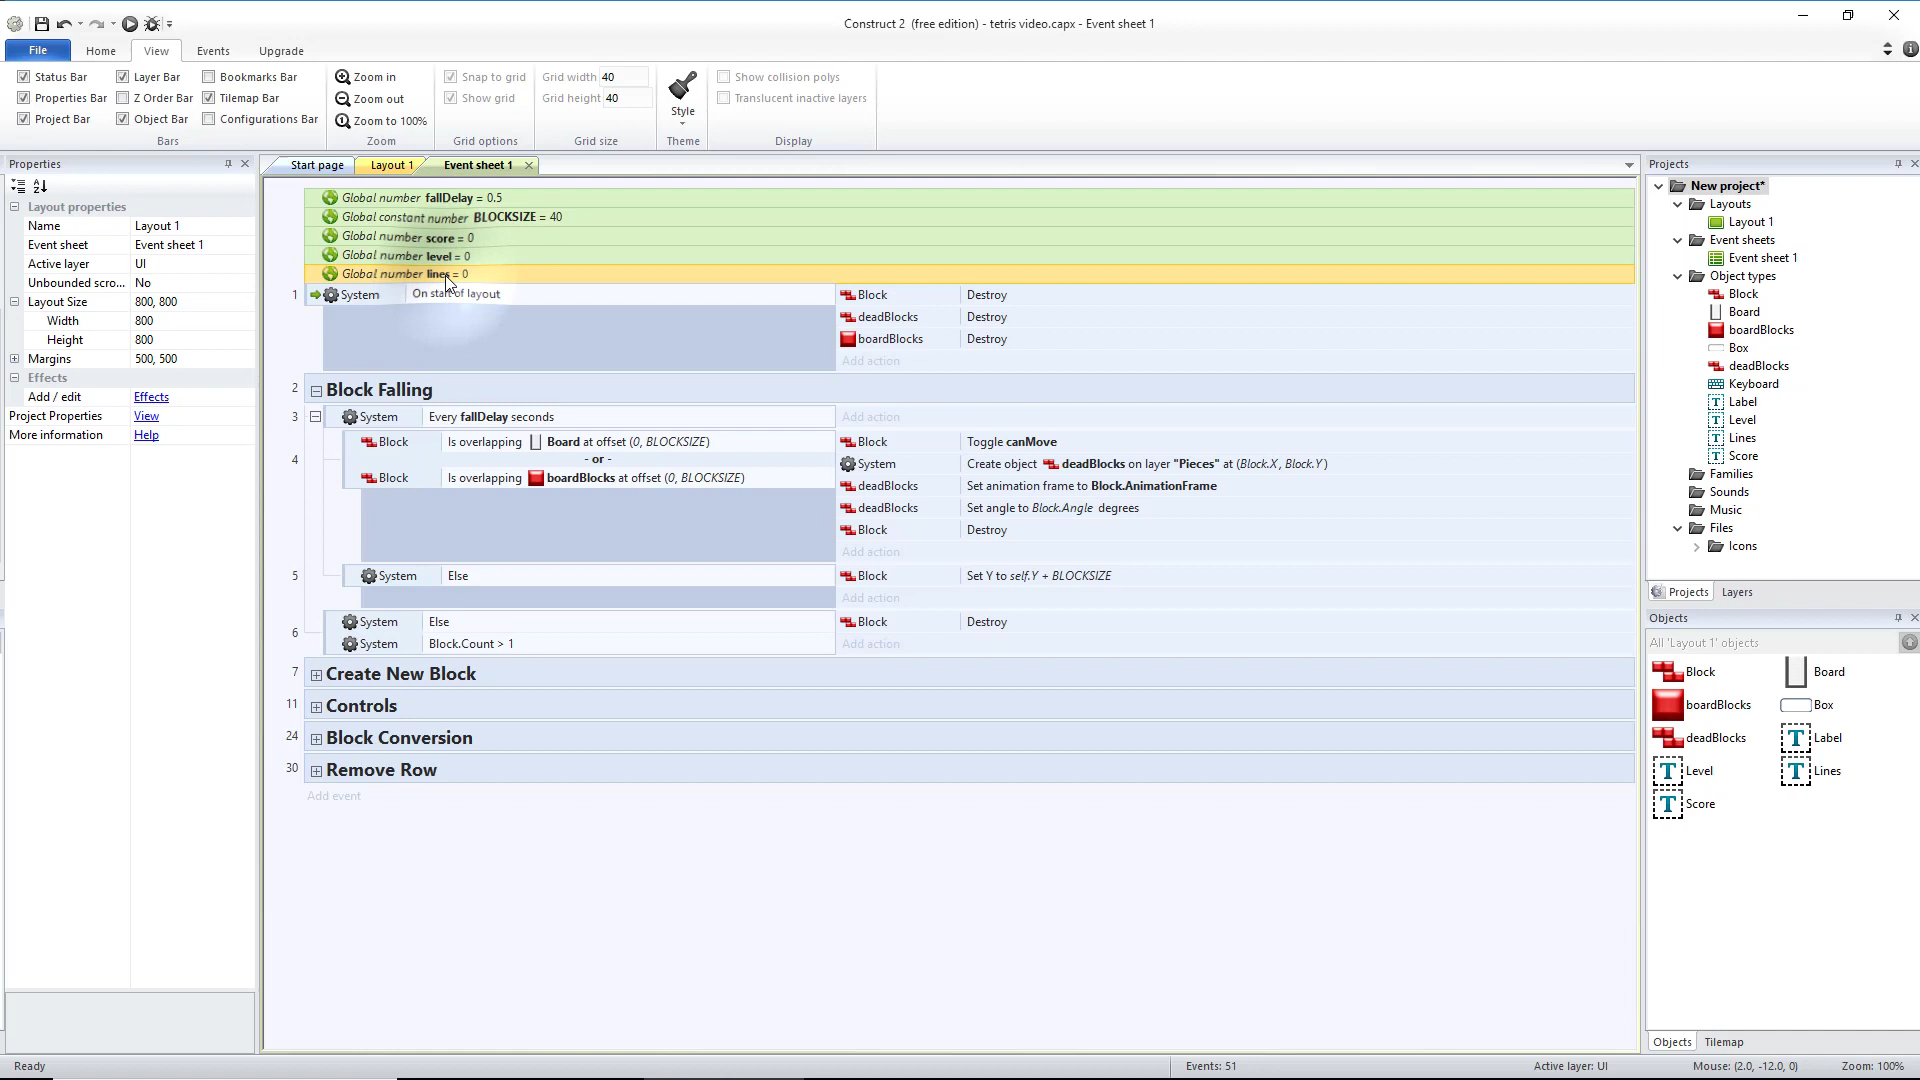 Construct 2 (free edition) - tetris video.capx - Event sheet 1
File Home View Events Upgrade
Status Bar Layer Bar Bookmarks Bar
Properties Bar Z Order Bar Tilemap Bar
Project Bar Object Bar Configurations Bar
Bars
Zoom in
Zoom out
Zoom to 100%
Zoom
Snap to grid
Show grid
Grid options
Grid width 40
Grid height 40
Grid size
Style
Theme
Show collision polys
Translucent inactive layers
Display
Properties
Layout properties
Name Layout 1
Event sheet Event sheet 1
Active layer UI
Unbounded scro... No
Layout Size 800, 800
Width 800
Height 800
Margins 500, 500
Effects
Add / edit Effects
Project Properties View
More information Help
Start page Layout 1 Event sheet 1
Global number fallDelay = 0.5
Global constant number BLOCKSIZE = 40
Global number score = 0
Global number level = 0
Global number lines = 0
1 System On start of layout
Block Destroy
deadBlocks Destroy
boardBlocks Destroy
Add action
2 Block Falling
3 System Every fallDelay seconds Add action
4 Block Is overlapping Board at offset (0, BLOCKSIZE)
- or -
Block Is overlapping boardBlocks at offset (0, BLOCKSIZE)
Block Toggle canMove
System Create object deadBlocks on layer "Pieces" at (Block.X, Block.Y)
deadBlocks Set animation frame to Block.AnimationFrame
deadBlocks Set angle to Block.Angle degrees
Block Destroy
Add action
5 System Else Block Set Y to self.Y + BLOCKSIZE
Add action
6 System Else Block Destroy
System Block.Count > 1 Add action
7 Create New Block
11 Controls
24 Block Conversion
30 Remove Row
Add event
Projects
New project*
Layouts
Layout 1
Event sheets
Event sheet 1
Object types
Block
Board
boardBlocks
Box
deadBlocks
Keyboard
Label
Level
Lines
Score
Families
Sounds
Music
Files
Icons
Projects Layers
Objects
All 'Layout 1' objects
Block Board
boardBlocks Box
deadBlocks Label
Level Lines
Score
Objects Tilemap
Ready Events: 51 Active layer: UI Mouse: (2.0, -12.0, 0) Zoom: 100%